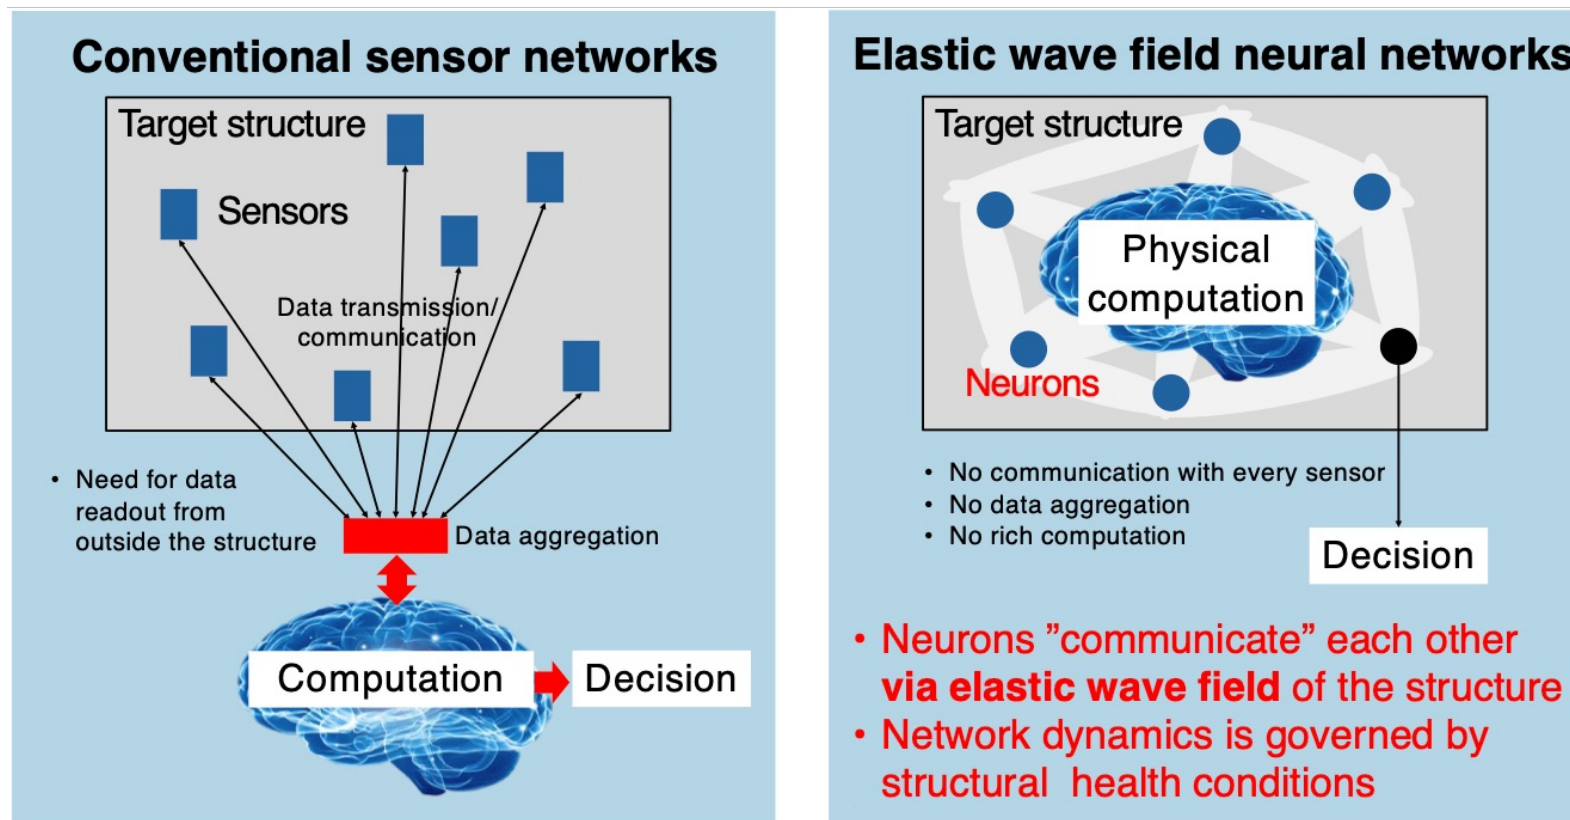 Conventional sensor networks
Target structure
Sensors
Data transmission/
communication
• Need for data
readout from
outside the structure
Data aggregation
Computation
Decision
Elastic wave field neural networks
Target structure
Physical
computation
Neurons
• No communication with every sensor
• No data aggregation
• No rich computation
Decision
• Neurons ”communicate” each other
via elastic wave field of the structure
• Network dynamics is governed by
structural health conditions